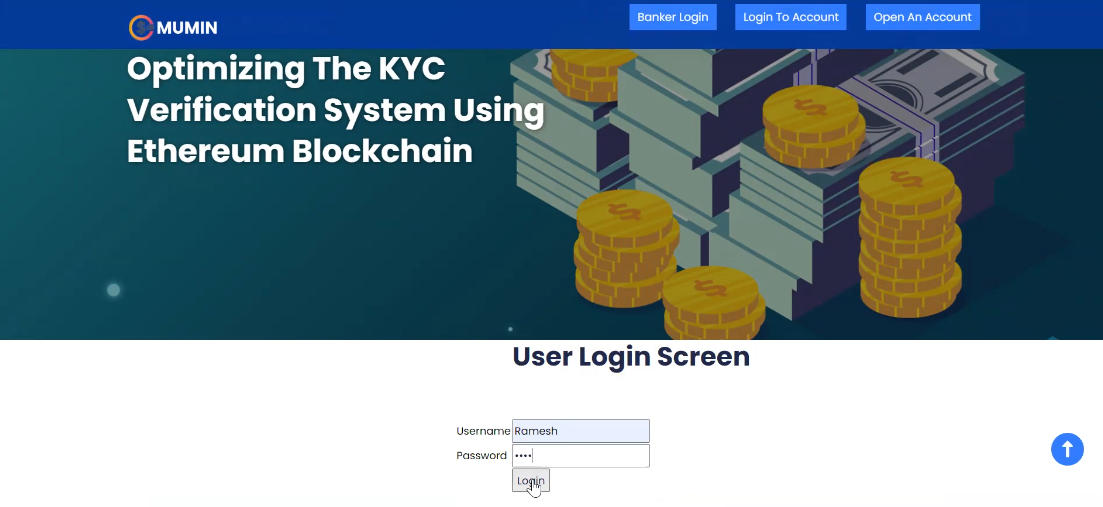 MUMIN
Banker Login
Login To Account
Open An Account
Optimizing The KYC
Verification System Using
Ethereum Blockchain
User Login Screen
Username Ramesh
Password ••••
Login